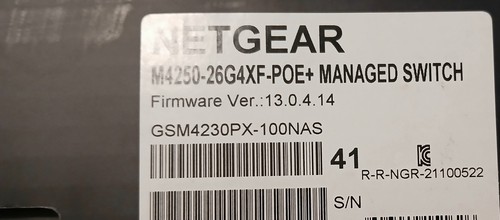 NETGEAR
M4250-26G4XF-POE+ MANAGED SWITCH
Firmware Ver.:13.0.4.14
GSM4230PX-100NAS
41
R-R-NGR-21100522
S/N